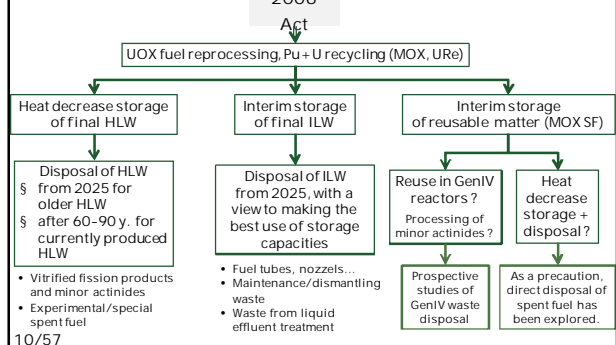 2006
Act
UOX fuel reprocessing, Pu+U recycling (MOX, URe)
Heat decrease storage
of final HLW
Interim storage
of final ILW
Interim storage
of reusable matter (MOX SF)
Disposal of HLW
§ from 2025 for
older HLW
§ after 60-90 y. for
currently produced
HLW
Disposal of ILW
from 2025, with a
view to making the
best use of storage
capacities
Reuse in GenIV
reactors ?
Processing of
minor actinides ?
Heat
decrease
storage +
disposal ?
• Vitrified fission products
and minor actinides
• Experimental/special
spent fuel
• Fuel tubes, nozzels...
• Maintenance/dismantling
waste
• Waste from liquid
effluent treatment
Prospective
studies of
GenIV waste
disposal
As a precaution,
direct disposal of
spent fuel has
been explored.
10/57